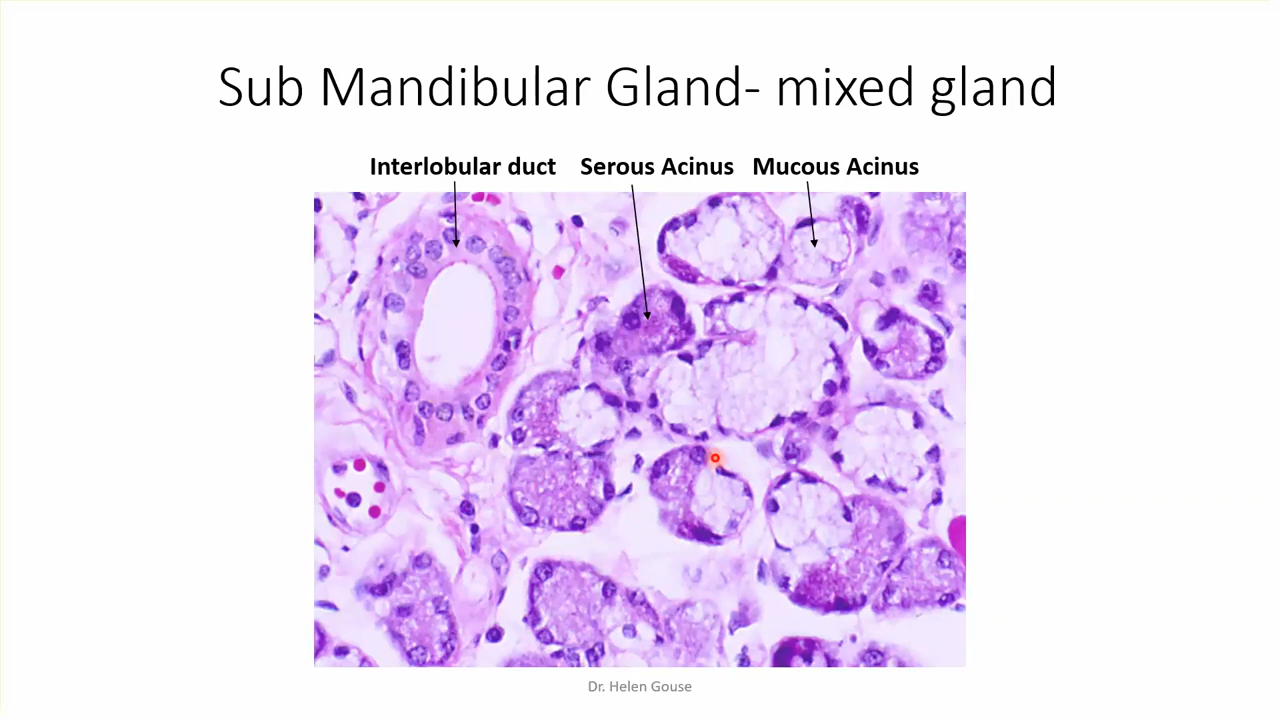 Sub Mandibular Gland- mixed gland
Interlobular duct Serous Acinus Mucous Acinus
Dr. Helen Gouse